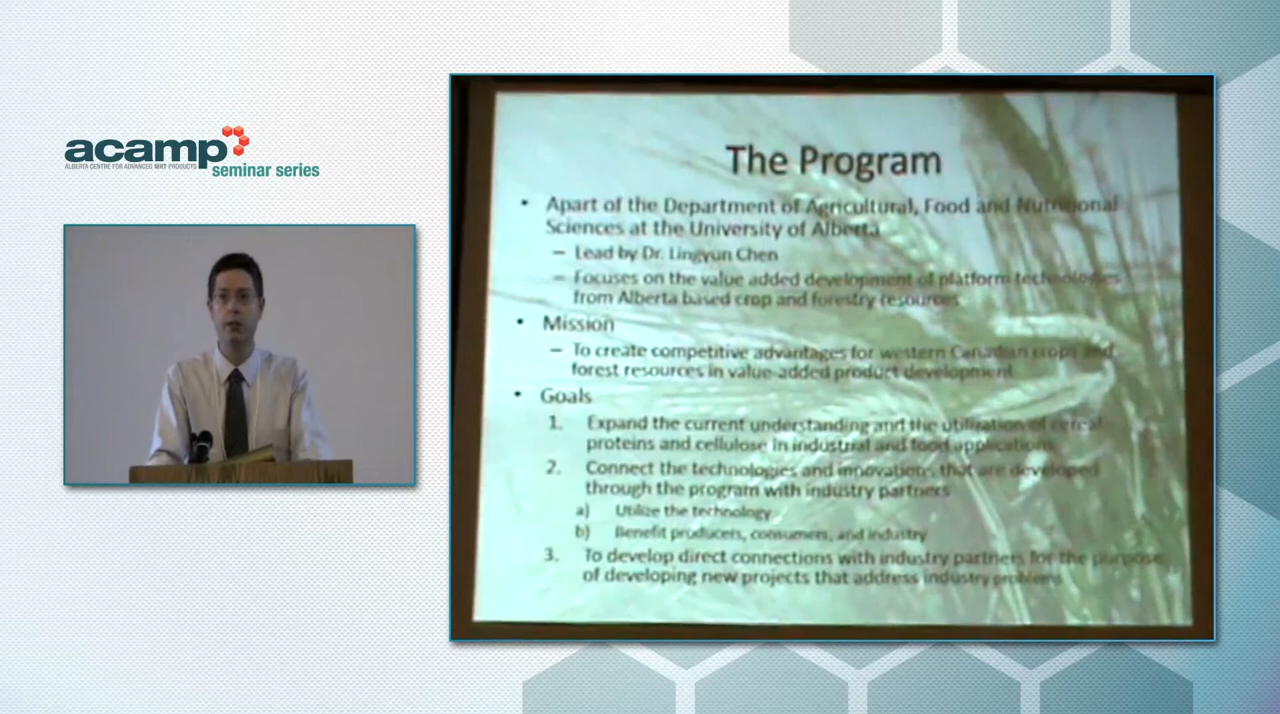 acamp
ALBERTA CENTRE FOR ADVANCED MNT PRODUCTS
seminar series
The Program
• Apart of the Department of Agricultural, Food and Nutritional
Sciences at the University of Alberta
– Lead by Dr. Lingyun Chen
– Focuses on the value added development of platform technologies
from Alberta based crop and forestry resources
• Mission
– To create competitive advantages for western Canadian crops and
forest resources in value-added product development
• Goals
1. Expand the current understanding and the utilization of cereal
proteins and cellulose in industrial and food applications
2. Connect the technologies and innovations that are developed
through the program with industry partners
a) Utilize the technology
b) Benefit producers, consumers, and industry
3. To develop direct connections with industry partners for the purpose
of developing new projects that address industry problems